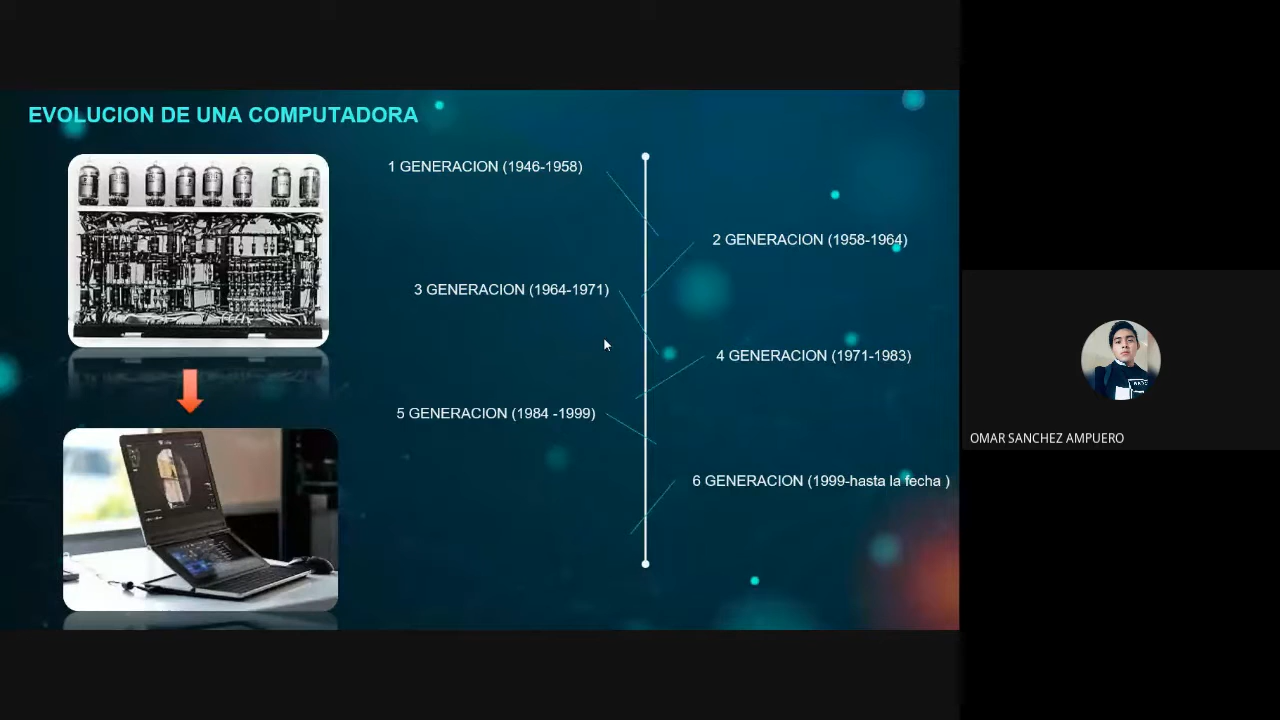 EVOLUCION DE UNA COMPUTADORA
1 GENERACION (1946-1958)
2 GENERACION (1958-1964)
3 GENERACION (1964-1971)
4 GENERACION (1971-1983)
5 GENERACION (1984 -1999)
6 GENERACION (1999-hasta la fecha )
OMAR SANCHEZ AMPUERO